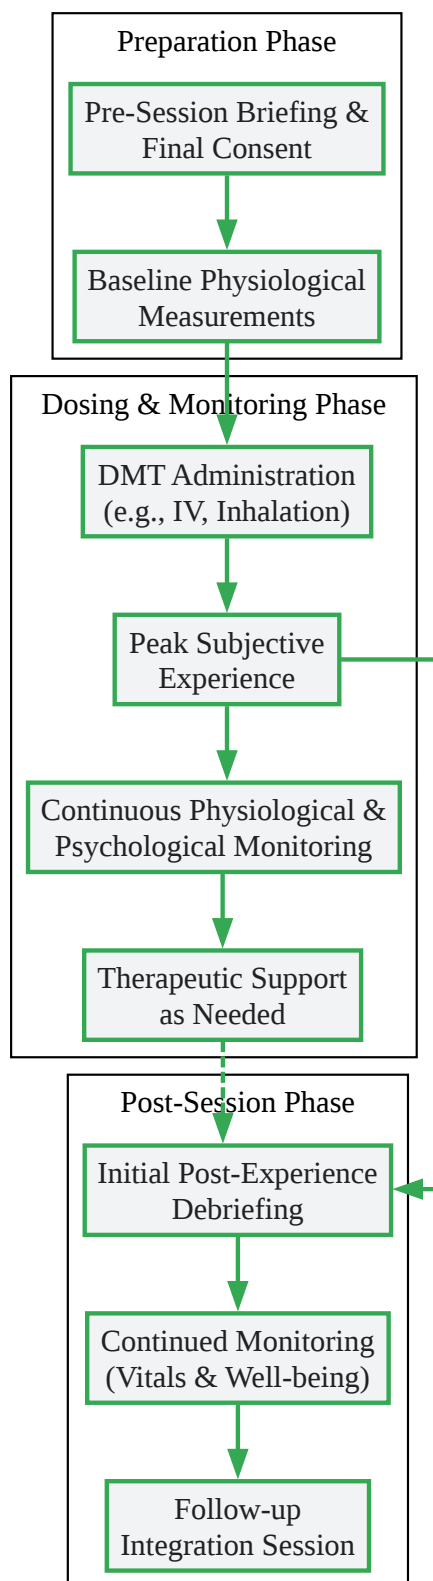 Preparation Phase
Pre-Session Briefing &
Final Consent
Baseline Physiological
Measurements
Dosing & Monitoring Phase
DMT Administration
(e.g., IV, Inhalation)
Peak Subjective
Experience
Continuous Physiological &
Psychological Monitoring
Therapeutic Support
as Needed
Post-Session Phase
Initial Post-Experience
Debriefing
Continued Monitoring
(Vitals & Well-being)
Follow-up
Integration Session